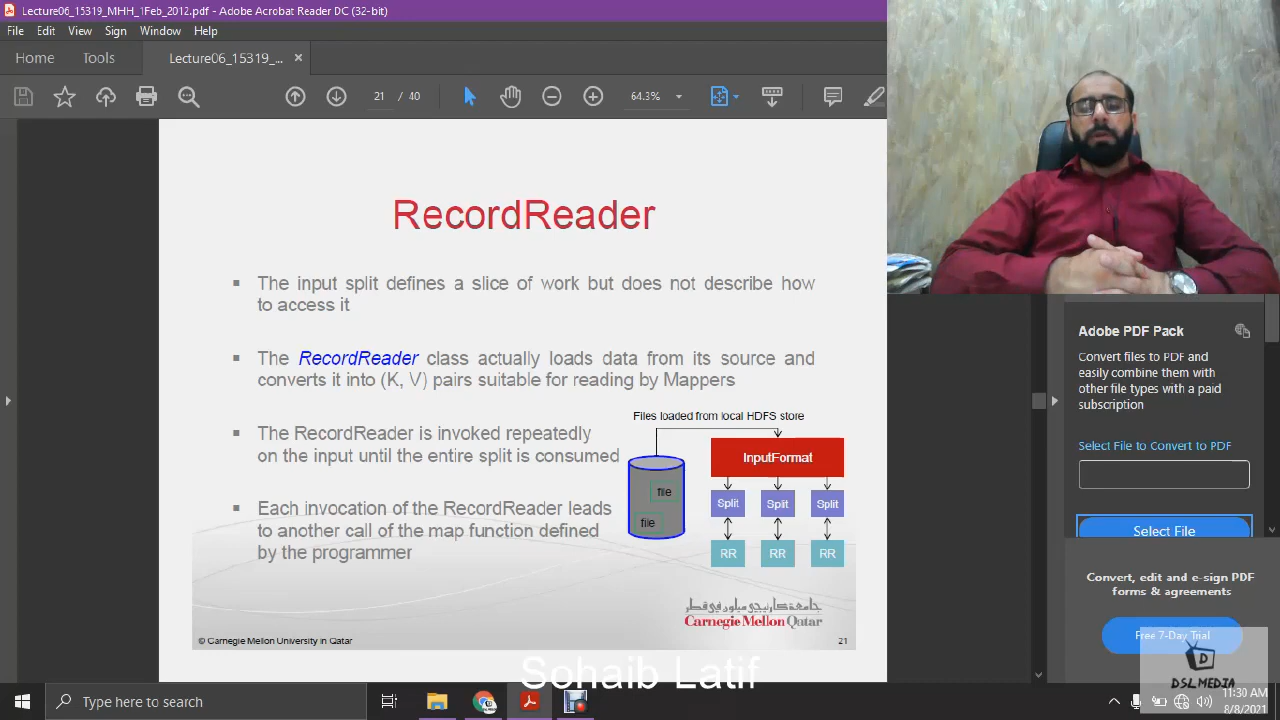 Lecture06_15319_MHH_1Feb_2012.pdf - Adobe Acrobat Reader DC (32-bit)
File Edit View Sign Window Help
Home Tools Lecture06_15319_... ×
21 / 40 64.3%
RecordReader
▪ The input split defines a slice of work but does not describe how
to access it
▪ The RecordReader class actually loads data from its source and
converts it into (K, V) pairs suitable for reading by Mappers
▪ The RecordReader is invoked repeatedly
on the input until the entire split is consumed
▪ Each invocation of the RecordReader leads
to another call of the map function defined
by the programmer
Files loaded from local HDFS store
file
file
InputFormat
Split Split Split
RR RR RR
جامعة كارنيجي ميلون في قطر
Carnegie Mellon Qatar
© Carnegie Mellon University in Qatar 21
Adobe PDF Pack
Convert files to PDF and
easily combine them with
other file types with a paid
subscription
Select File to Convert to PDF
Select File
Convert, edit and e-sign PDF
forms & agreements
Free 7-Day Trial
D
DSL MEDIA
Sohaib Latif
Type here to search
11:30 AM
8/8/2021